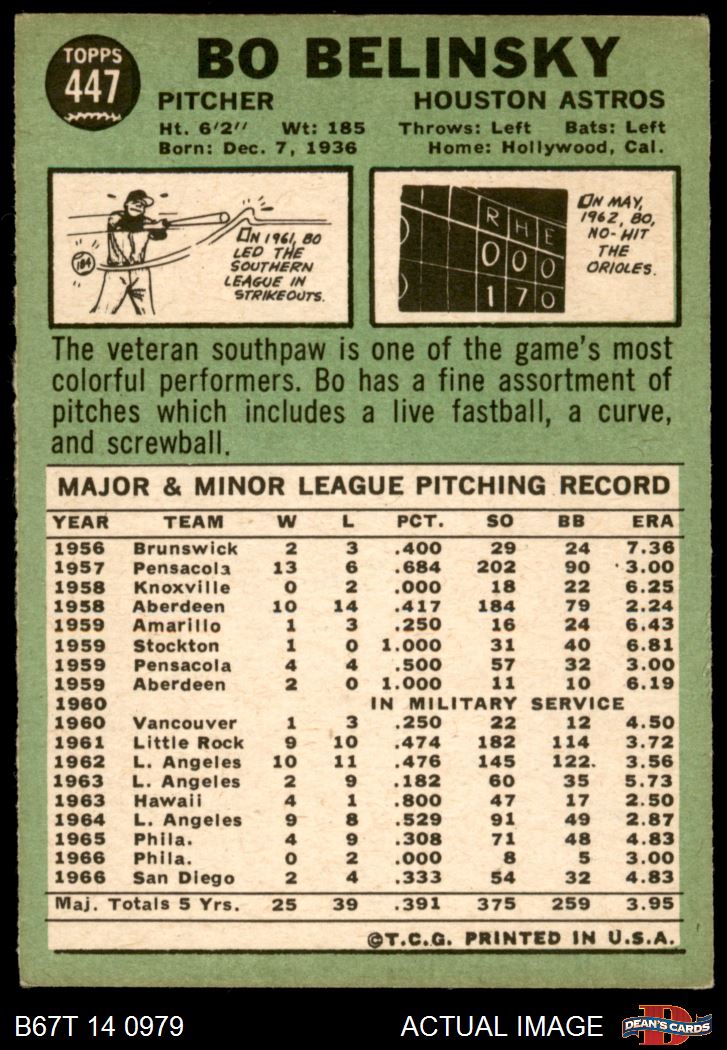 TOPPS
447
BO BELINSKY
PITCHER HOUSTON ASTROS
Ht. 6'2" Wt: 185 Throws: Left Bats: Left
Born: Dec. 7, 1936 Home: Hollywood, Cal.
184
ON 1961, BO
LED THE
SOUTHERN
LEAGUE IN
STRIKEOUTS.
1 R H E
0 0 0
1 7 0
ON MAY,
1962, BO,
NO-HIT
THE
ORIOLES.
The veteran southpaw is one of the game's most
colorful performers. Bo has a fine assortment of
pitches which includes a live fastball, a curve,
and screwball.
MAJOR & MINOR LEAGUE PITCHING RECORD
YEAR TEAM W L PCT. SO BB ERA
1956 Brunswick 2 3 .400 29 24 7.36
1957 Pensacola 13 6 .684 202 90 3.00
1958 Knoxville 0 2 .000 18 22 6.25
1958 Aberdeen 10 14 .417 184 79 2.24
1959 Amarillo 1 3 .250 16 24 6.43
1959 Stockton 1 0 1.000 31 40 6.81
1959 Pensacola 4 4 .500 57 32 3.00
1959 Aberdeen 2 0 1.000 11 10 6.19
1960 IN MILITARY SERVICE
1960 Vancouver 1 3 .250 22 12 4.50
1961 Little Rock 9 10 .474 182 114 3.72
1962 L. Angeles 10 11 .476 145 122. 3.56
1963 L. Angeles 2 9 .182 60 35 5.73
1963 Hawaii 4 1 .800 47 17 2.50
1964 L. Angeles 9 8 .529 91 49 2.87
1965 Phila. 4 9 .308 71 48 4.83
1966 Phila. 0 2 .000 8 5 3.00
1966 San Diego 2 4 .333 54 32 4.83
Maj. Totals 5 Yrs. 25 39 .391 375 259 3.95
©T.C.G. PRINTED IN U.S.A.
B67T 14 0979 ACTUAL IMAGE
D
DEAN'S CARDS